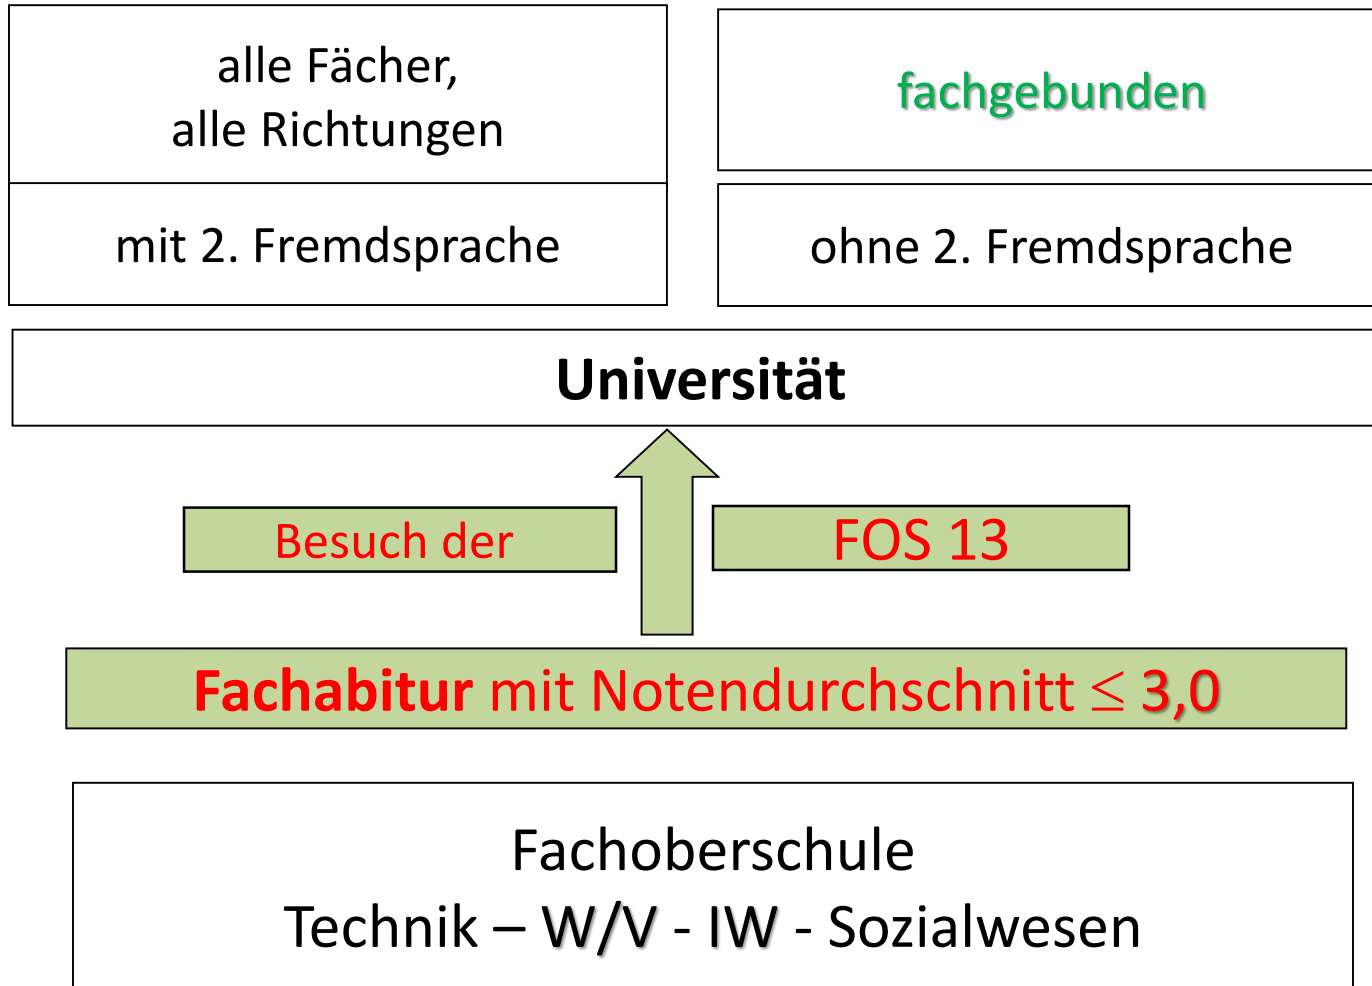 alle Fächer,
alle Richtungen
mit 2. Fremdsprache
fachgebunden
ohne 2. Fremdsprache
Universität
Besuch der
FOS 13
Fachabitur mit Notendurchschnitt ≤ 3,0
Fachoberschule
Technik – W/V - IW - Sozialwesen